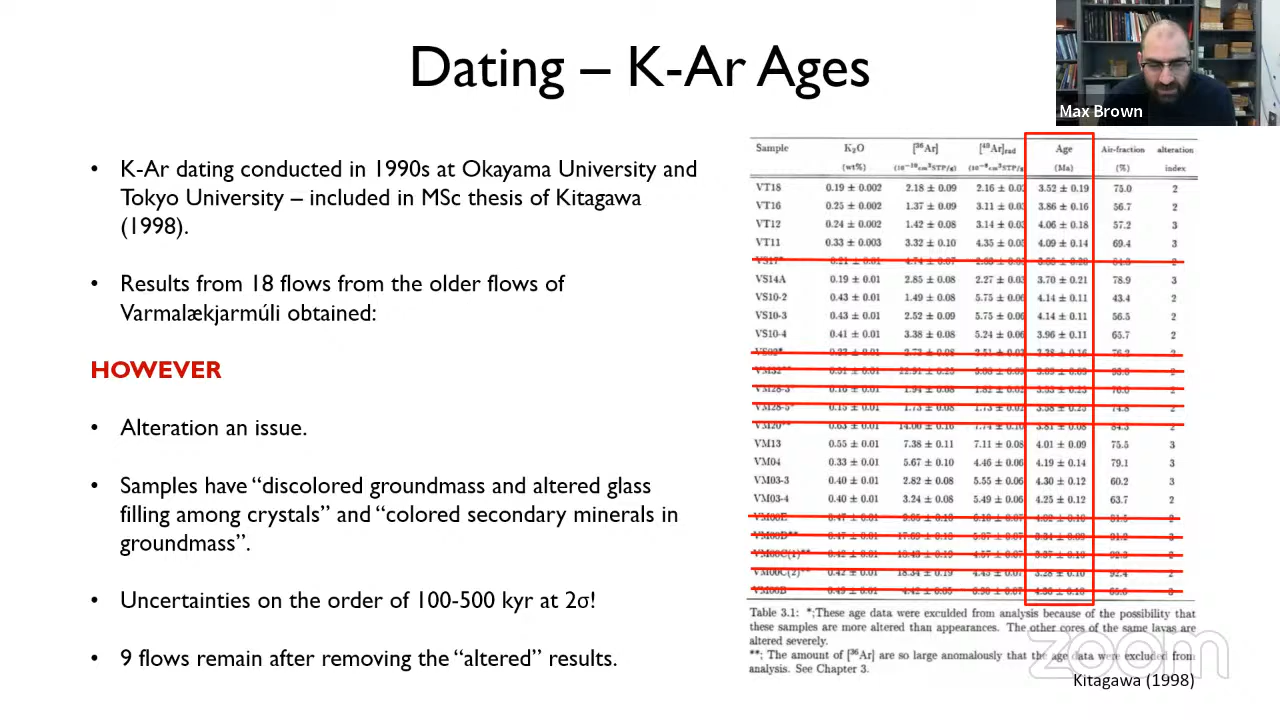 Dating – K-Ar Ages
Max Brown
• K-Ar dating conducted in 1990s at Okayama University and
Tokyo University – included in MSc thesis of Kitagawa
(1998).
• Results from 18 flows from the older flows of
Varmalækjarmúli obtained:
HOWEVER
• Alteration an issue.
• Samples have “discolored groundmass and altered glass
filling among crystals” and “colored secondary minerals in
groundmass”.
• Uncertainties on the order of 100-500 kyr at 2σ!
• 9 flows remain after removing the “altered” results.
Sample K₂O [³⁶Ar] [⁴⁰Ar]rad Age Air-fraction alteration
(wt%) (10⁻¹⁰cm³STP/g) (10⁻⁸cm³STP/g) (Ma) (%) index
VT18 0.19 ± 0.002 2.18 ± 0.09 2.16 ± 0.03 3.52 ± 0.19 75.0 2
VT16 0.25 ± 0.002 1.37 ± 0.09 3.11 ± 0.03 3.86 ± 0.16 56.7 2
VT12 0.24 ± 0.002 1.42 ± 0.08 3.14 ± 0.03 4.06 ± 0.18 57.2 3
VT11 0.33 ± 0.003 3.32 ± 0.10 4.35 ± 0.05 4.09 ± 0.14 69.4 3
VS14A 0.19 ± 0.01 2.85 ± 0.08 2.27 ± 0.03 3.70 ± 0.21 78.9 3
VS10-2 0.43 ± 0.01 1.49 ± 0.08 5.75 ± 0.06 4.14 ± 0.11 43.4 2
VS10-3 0.43 ± 0.01 2.52 ± 0.09 5.75 ± 0.06 4.14 ± 0.11 56.5 2
VS10-4 0.41 ± 0.01 3.38 ± 0.08 5.24 ± 0.06 3.96 ± 0.11 65.7 2
VM13 0.55 ± 0.01 7.38 ± 0.11 7.11 ± 0.08 4.01 ± 0.09 75.5 3
VM04 0.33 ± 0.01 5.67 ± 0.10 4.46 ± 0.06 4.19 ± 0.14 79.1 3
VM03-3 0.40 ± 0.01 2.82 ± 0.08 5.55 ± 0.06 4.30 ± 0.12 60.2 3
VM03-4 0.40 ± 0.01 3.24 ± 0.08 5.49 ± 0.06 4.25 ± 0.12 63.7 2
Table 3.1: *;These age data were exculded from analysis because of the possibility that
these samples are more altered than appearances. The other cores of the same lavas are
altered severely.
**; The amount of [³⁶Ar] are so large anomalously that the age data were excluded from
analysis. See Chapter 3.
zoom
Kitagawa (1998)